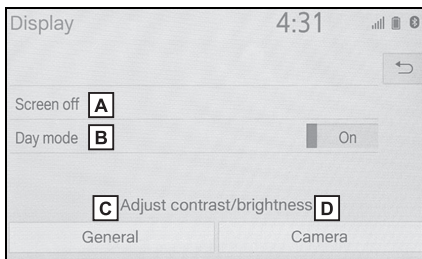 Display 4:31
Screen off A
Day mode B On
C Adjust contrast/brightness D
General Camera